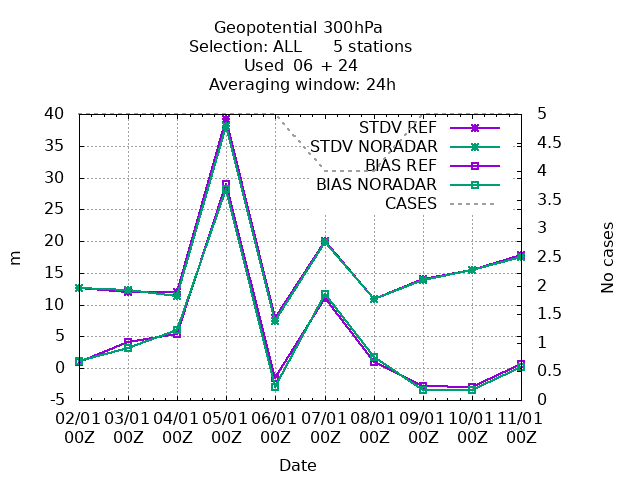 Geopotential 300hPa
Selection: ALL 5 stations
Used 06 + 24
Averaging window: 24h
40
35
30
25
20
15
10
5
0
-5
m
5
4.5
4
3.5
3
2.5
2
1.5
1
0.5
0
No cases
STDV REF
STDV NORADAR
BIAS REF
BIAS NORADAR
CASES
02/01 03/01 04/01 05/01 06/01 07/01 08/01 09/01 10/01 11/01
00Z 00Z 00Z 00Z 00Z 00Z 00Z 00Z 00Z 00Z
Date